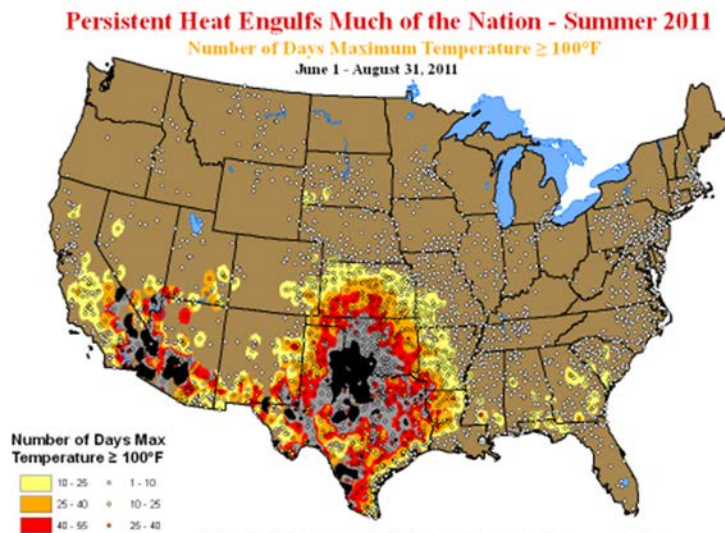 Persistent Heat Engulfs Much of the Nation - Summer 2011
Number of Days Maximum Temperature ≥ 100°F
June 1 - August 31, 2011
Number of Days Max
Temperature ≥ 100°F
10 - 25 1 - 10
25 - 40 10 - 25
40 - 55 25 - 40